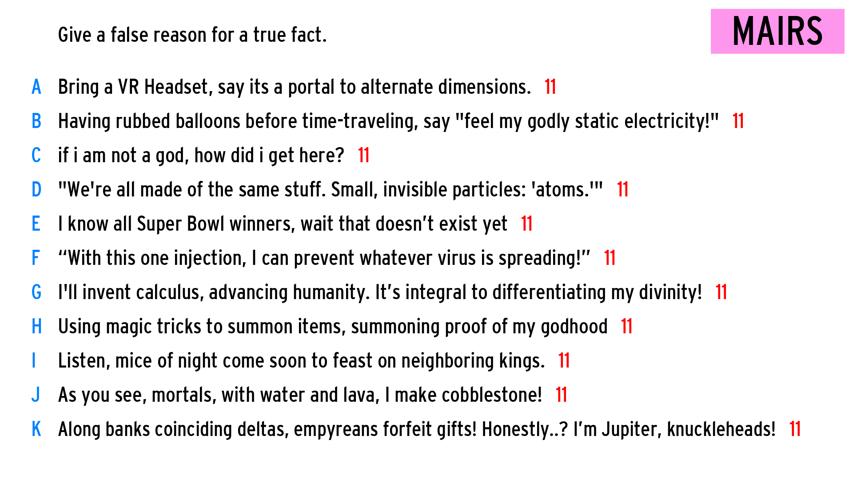 Give a false reason for a true fact.
MAIRS
A Bring a VR Headset, say its a portal to alternate dimensions. 11
B Having rubbed balloons before time-traveling, say "feel my godly static electricity!" 11
C if i am not a god, how did i get here? 11
D "We're all made of the same stuff. Small, invisible particles: 'atoms.'" 11
E I know all Super Bowl winners, wait that doesn’t exist yet 11
F “With this one injection, I can prevent whatever virus is spreading!” 11
G I'll invent calculus, advancing humanity. It’s integral to differentiating my divinity! 11
H Using magic tricks to summon items, summoning proof of my godhood 11
I Listen, mice of night come soon to feast on neighboring kings. 11
J As you see, mortals, with water and lava, I make cobblestone! 11
K Along banks coinciding deltas, empyreans forfeit gifts! Honestly..? I’m Jupiter, knuckleheads! 11